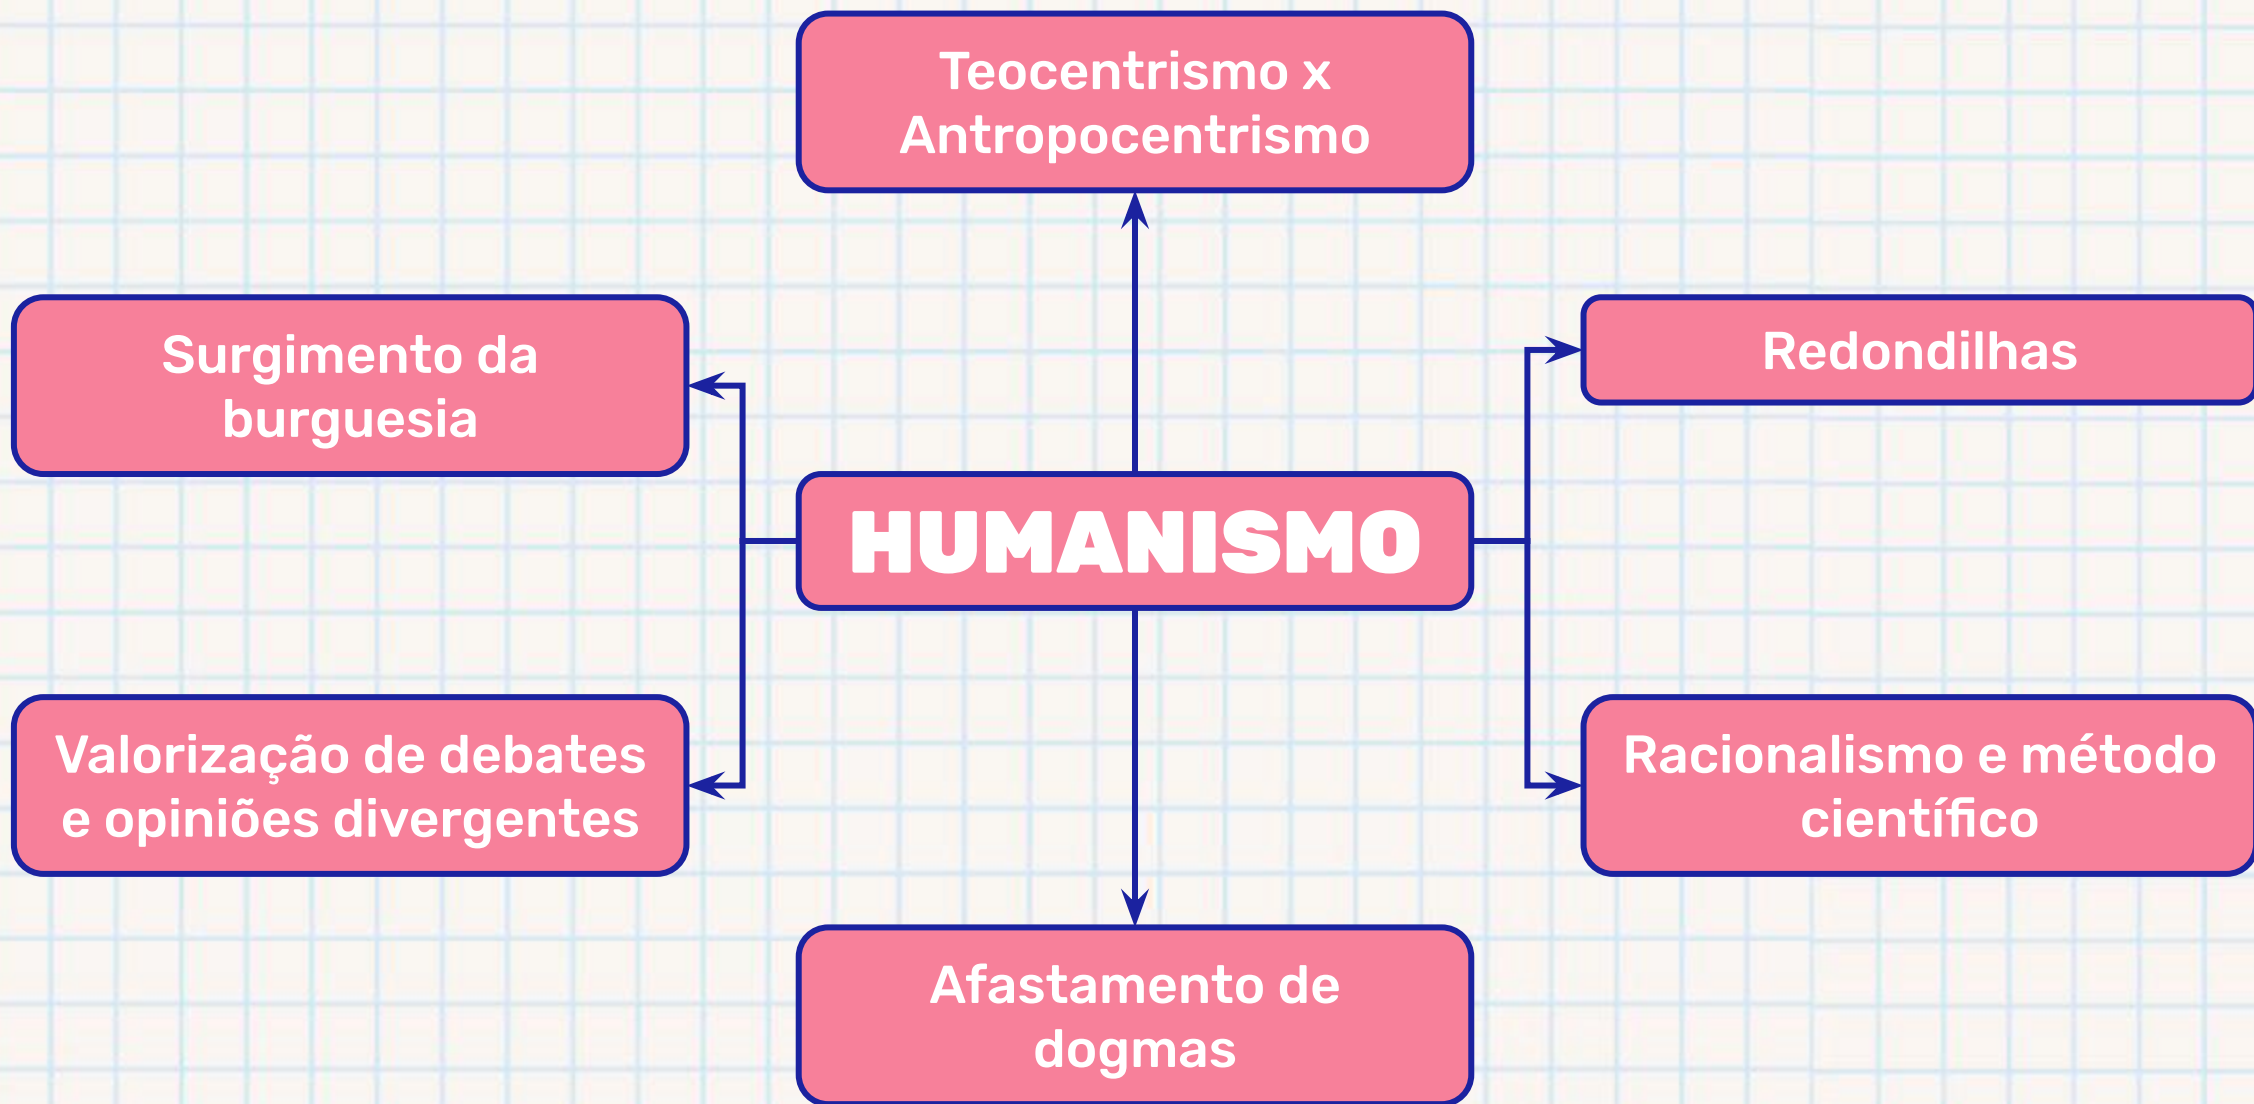 Teocentrismo x
Antropocentrismo
Surgimento da
burguesia
Redondilhas
HUMANISMO
Valorização de debates
e opiniões divergentes
Racionalismo e método
científico
Afastamento de
dogmas